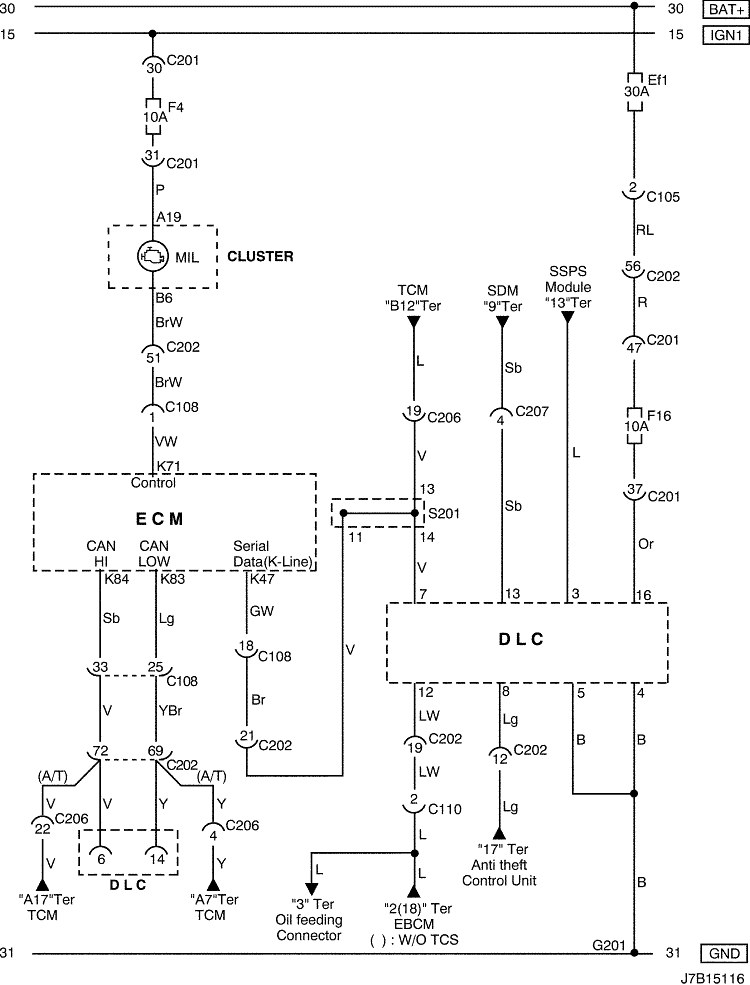 30
30
BAT+
15
15
IGN1
30
C201
F4
10A
31
C201
P
A19
MIL
CLUSTER
B6
BrW
C202
51
BrW
C108
1
VW
K71
Control
ECM
CAN
HI
CAN
LOW
Serial
Data(K-Line)
K84
K83
K47
Sb
Lg
GW
33
25
C108
18
C108
V
YBr
Br
72
69
C202
21
C202
(A/T)
(A/T)
V
V
Y
Y
22
C206
4
C206
V
6
14
Y
DLC
"A17"Ter
TCM
"A7"Ter
TCM
TCM
"B12"Ter
SDM
"9"Ter
SSPS
Module
"13"Ter
L
Sb
19
C206
4
C207
V
L
13
S201
Sb
11
14
V
V
Ef1
30A
2
C105
RL
56
C202
R
C201
47
F16
10A
37
C201
Or
7
13
3
16
DLC
12
8
5
4
LW
Lg
B
B
C202
19
C202
12
LW
Lg
2
C110
L
L
L
"17" Ter
Anti theft
Control Unit
"3" Ter
Oil feeding
Connector
"2(18)" Ter
EBCM
( ) : W/O TCS
B
G201
31
31
GND
J7B15116